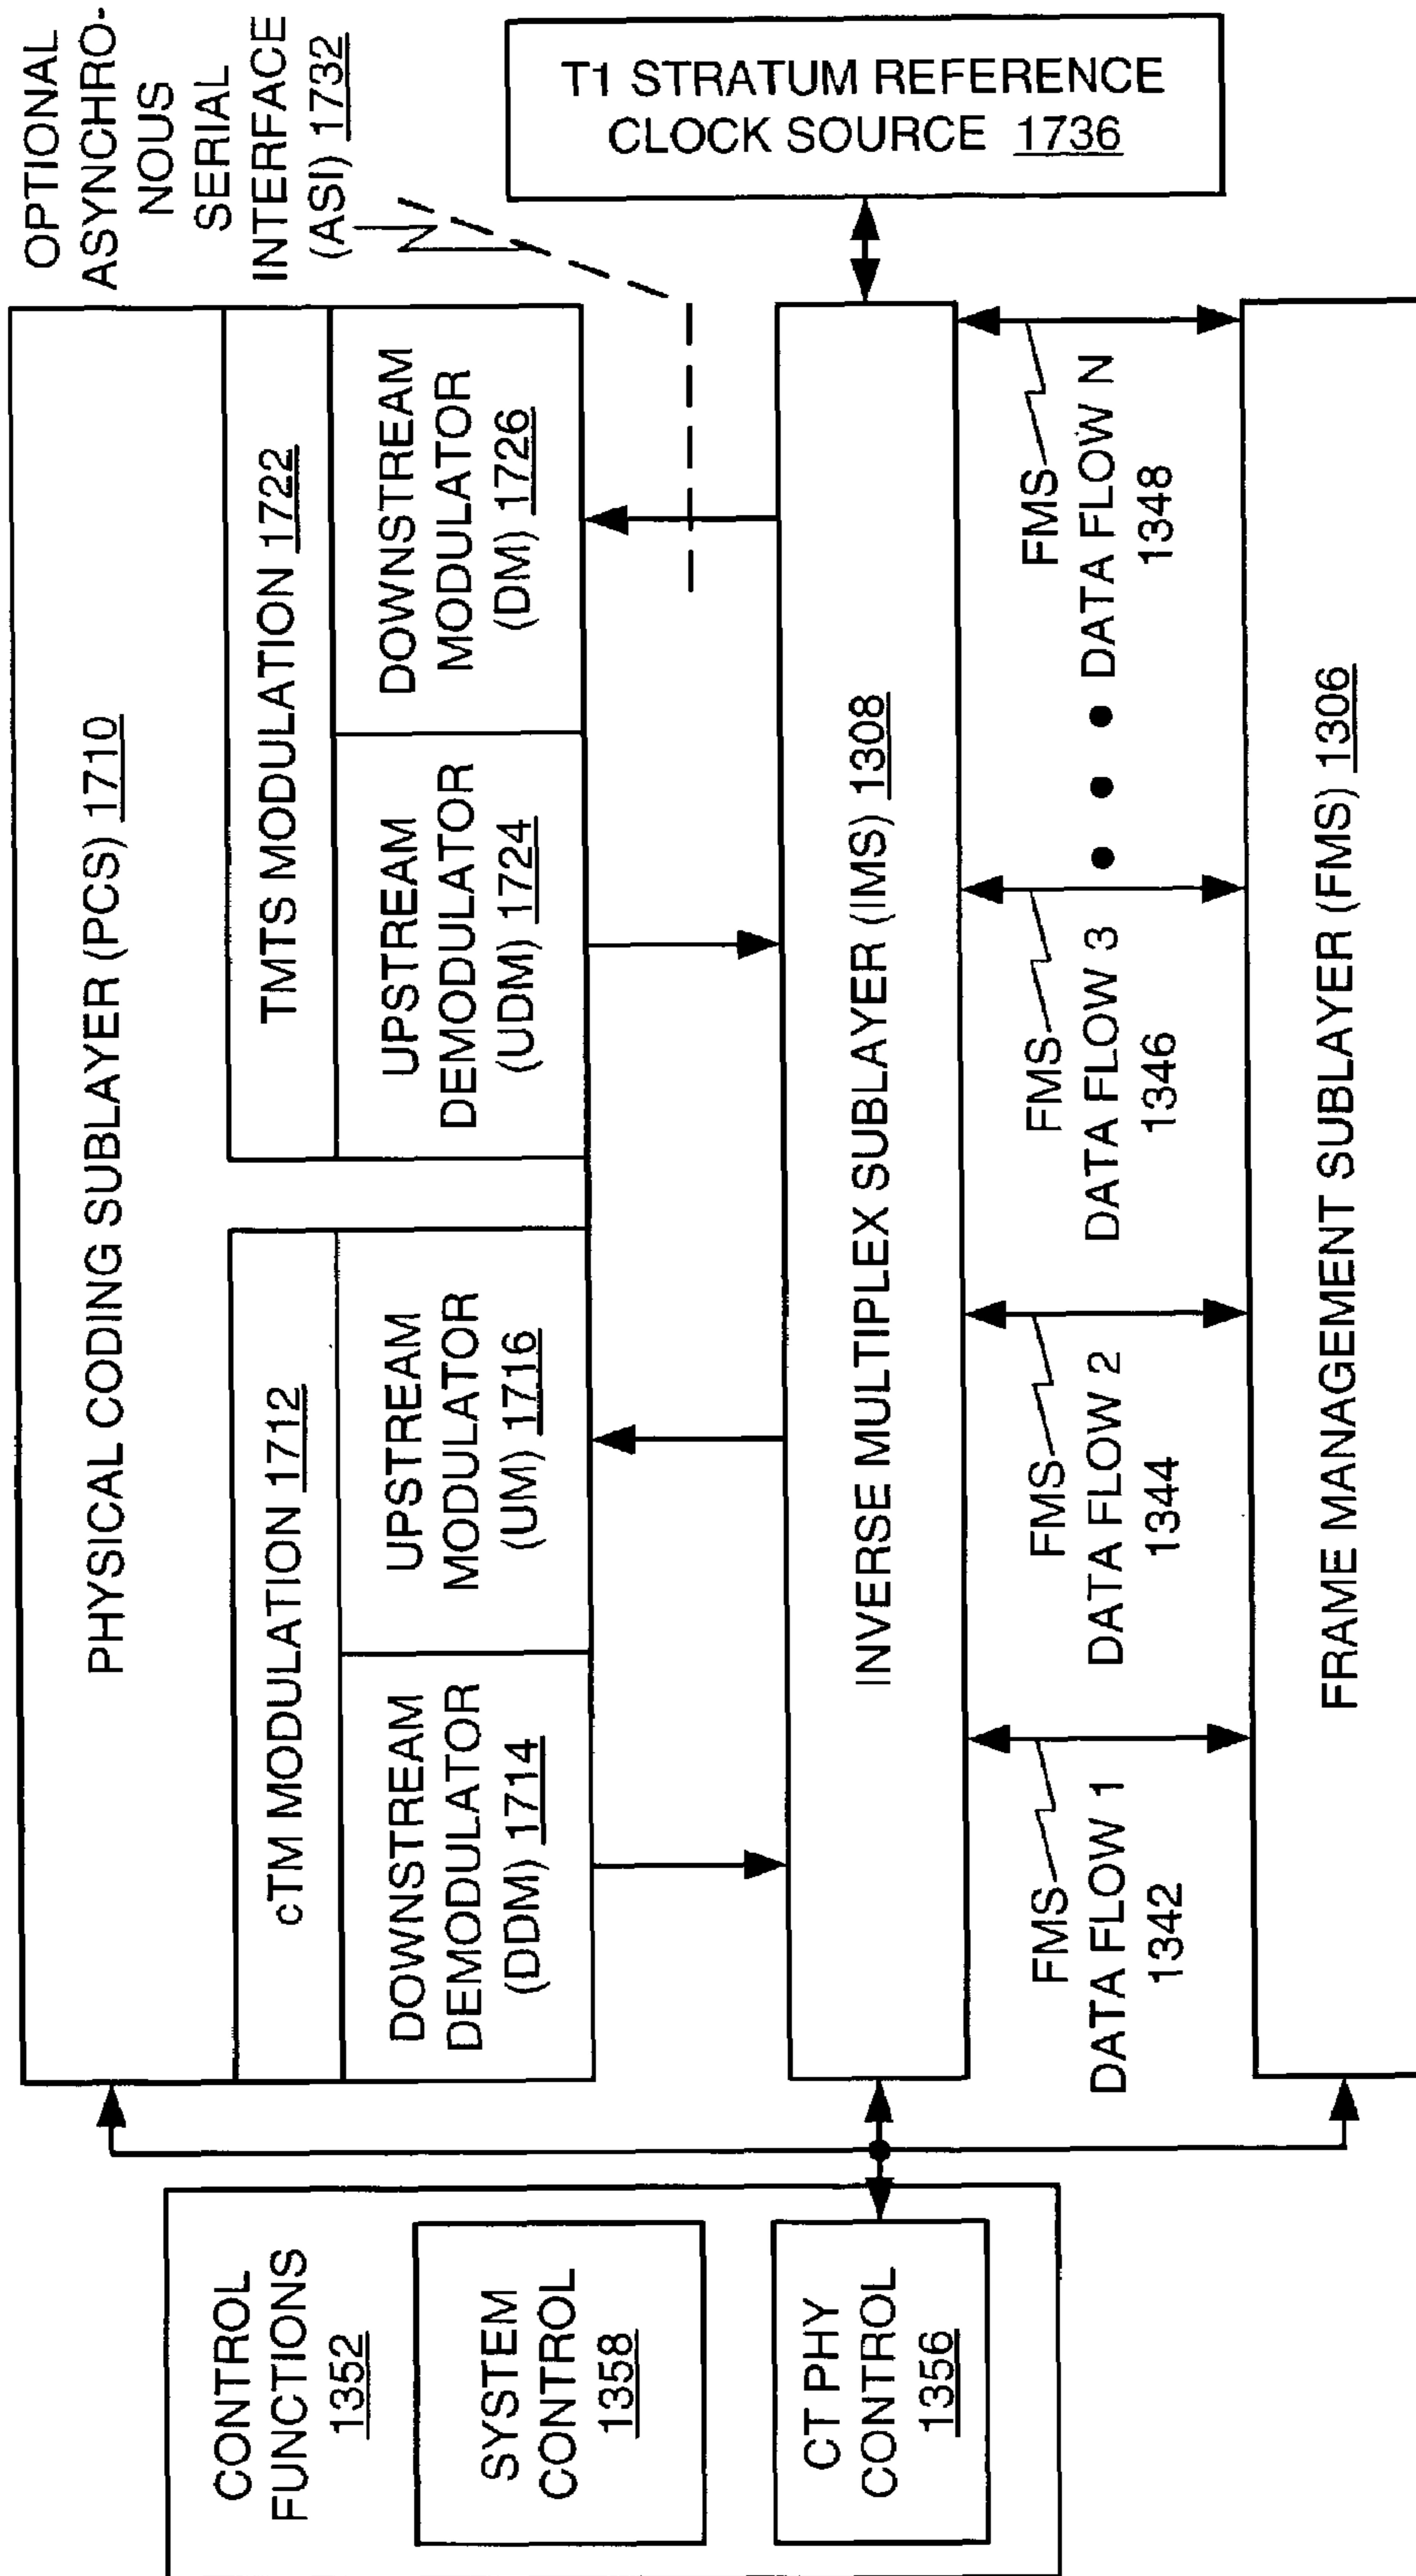 OPTIONAL
ASYNCHRO-
NOUS
SERIAL
INTERFACE
(ASI) 1732
PHYSICAL CODING SUBLAYER (PCS) 1710
cTM MODULATION 1712
TMTS MODULATION 1722
DOWNSTREAM
DEMODULATOR
(DDM) 1714
UPSTREAM
MODULATOR
(UM) 1716
UPSTREAM
DEMODULATOR
(UDM) 1724
DOWNSTREAM
MODULATOR
(DM) 1726
CONTROL
FUNCTIONS
1352
SYSTEM
CONTROL
1358
CT PHY
CONTROL
1356
INVERSE MULTIPLEX SUBLAYER (IMS) 1308
T1 STRATUM REFERENCE
CLOCK SOURCE 1736
FMS
DATA FLOW 1
1342
FMS
DATA FLOW 2
1344
FMS
DATA FLOW 3
1346
FMS
DATA FLOW N
1348
FRAME MANAGEMENT SUBLAYER (FMS) 1306